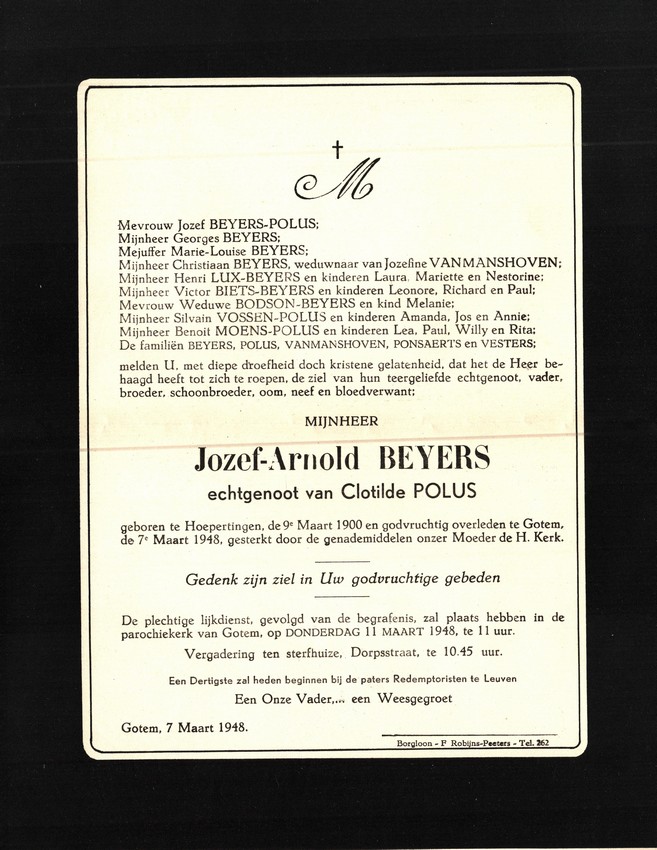 †
M
Mevrouw Jozef BEYERS-POLUS;
Mijnheer Georges BEYERS;
Mejuffer Marie-Louise BEYERS;
Mijnheer Christiaan BEYERS, weduwnaar van Jozefine VANMANSHOVEN;
Mijnheer Henri LUX-BEYERS en kinderen Laura, Mariette en Nestorine;
Mijnheer Victor BIETS-BEYERS en kinderen Leonore, Richard en Paul;
Mevrouw Weduwe BODSON-BEYERS en kind Melanie;
Mijnheer Silvain VOSSEN-POLUS en kinderen Amanda, Jos en Annie;
Mijnheer Benoit MOENS-POLUS en kinderen Lea, Paul, Willy en Rita;
De familiën BEYERS, POLUS, VANMANSHOVEN, PONSAERTS en VESTERS;
melden U, met diepe droefheid doch kristene gelatenheid, dat het de Heer be-
haagd heeft tot zich te roepen, de ziel van hun teergeliefde echtgenoot, vader,
broeder, schoonbroeder, oom, neef en bloedverwant:
MIJNHEER
Jozef-Arnold BEYERS
echtgenoot van Clotilde POLUS
geboren te Hoepertingen, de 9e Maart 1900 en godvruchtig overleden te Gotem,
de 7e Maart 1948, gesterkt door de genademiddelen onzer Moeder de H. Kerk.
Gedenk zijn ziel in Uw godvruchtige gebeden
De plechtige lijkdienst, gevolgd van de begrafenis, zal plaats hebben in de
parochiekerk van Gotem, op DONDERDAG 11 MAART 1948, te 11 uur.
Vergadering ten sterfhuize, Dorpsstraat, te 10.45 uur.
Een Dertigste zal heden beginnen bij de paters Redemptoristen te Leuven
Een Onze Vader,... een Weesgegroet
Gotem, 7 Maart 1948.
Borgloon - F Robijns-Peeters - Tel. 262